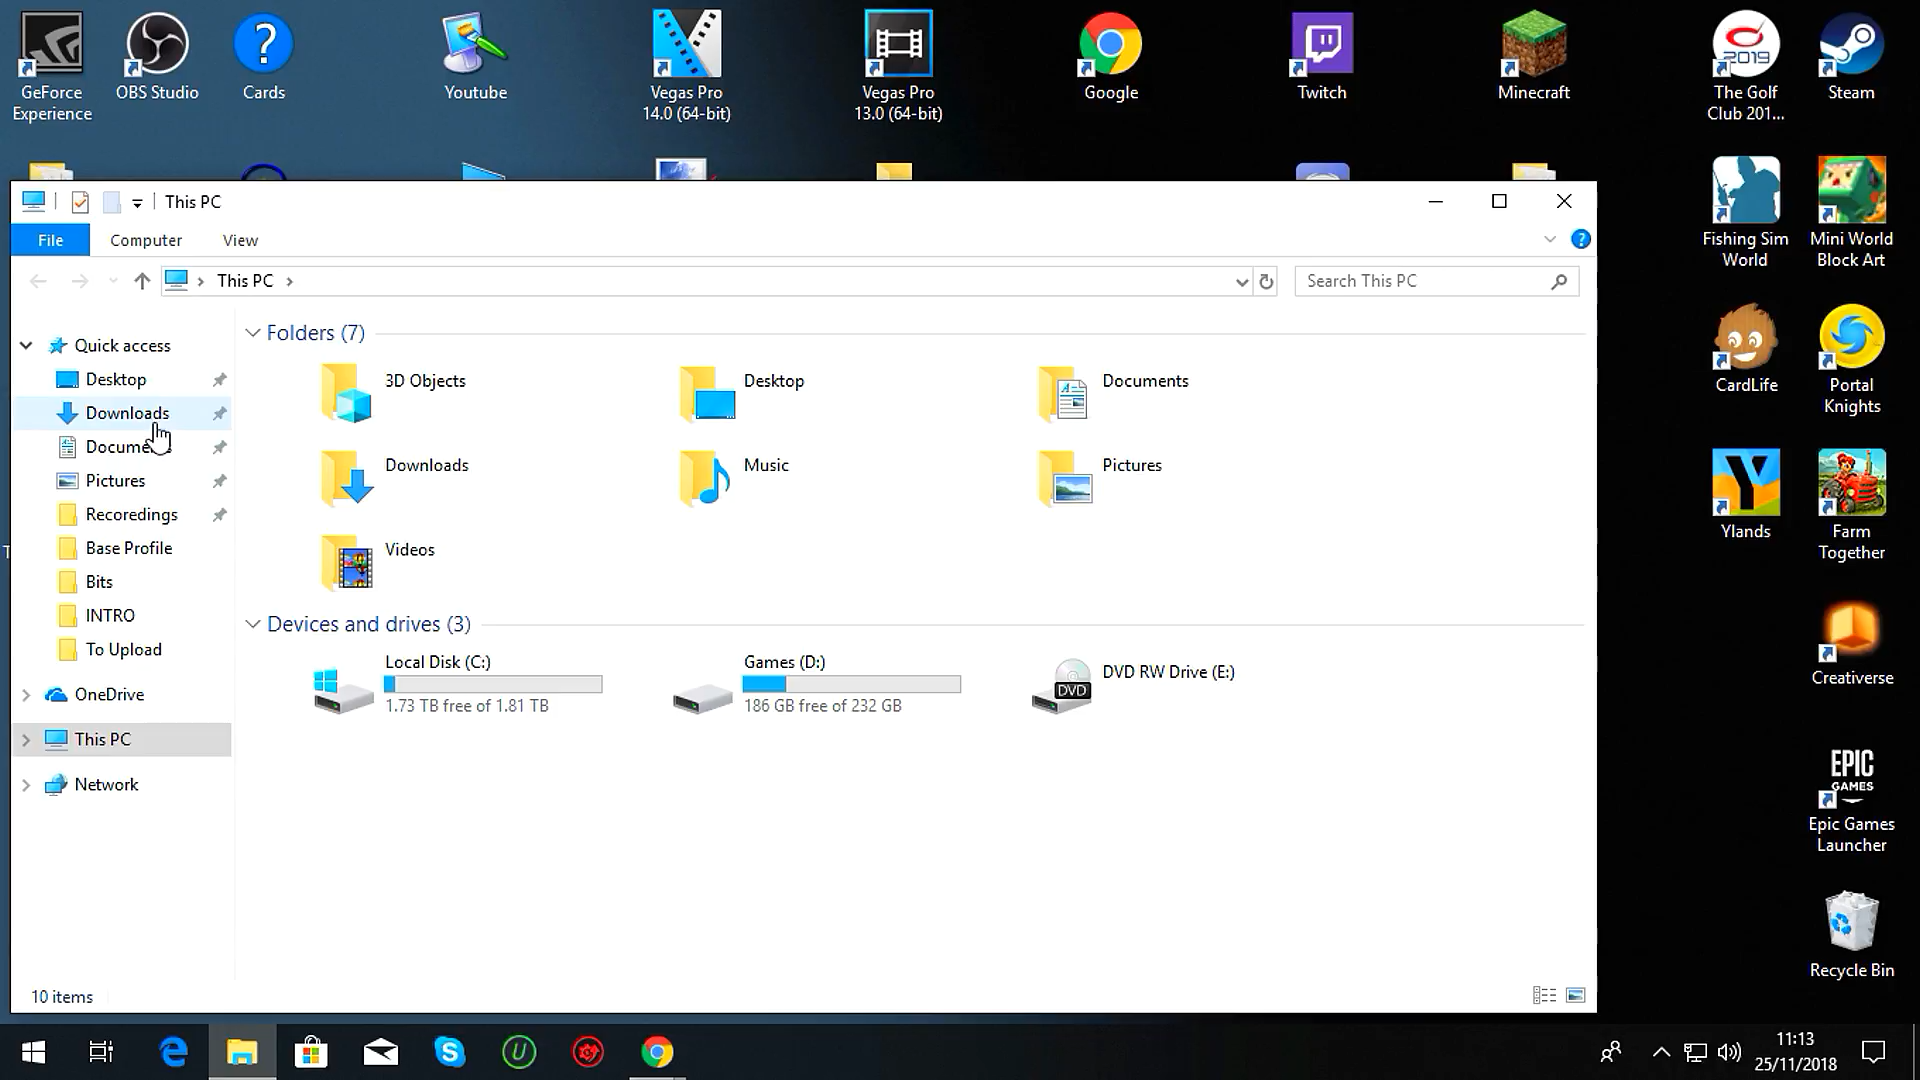 GeForce
Experience
OBS Studio
Cards
Youtube
Vegas Pro
14.0 (64-bit)
Vegas Pro
13.0 (64-bit)
Google
Twitch
Minecraft
2019
The Golf
Club 201...
Steam
This PC
File
Computer
View
This PC
Search This PC
Fishing Sim
World
Mini World
Block Art
Quick access
Desktop
Downloads
Pictures
Recoredings
Base Profile
Bits
INTRO
To Upload
OneDrive
This PC
Network
Folders (7)
3D Objects
Desktop
Documents
Downloads
Music
Pictures
Videos
Devices and drives (3)
Local Disk (C:)
1.73 TB free of 1.81 TB
Games (D:)
186 GB free of 232 GB
DVD
DVD RW Drive (E:)
CardLife
Portal
Knights
Ylands
Farm
Together
Creativerse
EPIC
GAMES
Epic Games
Launcher
Recycle Bin
10 items
11:13
25/11/2018